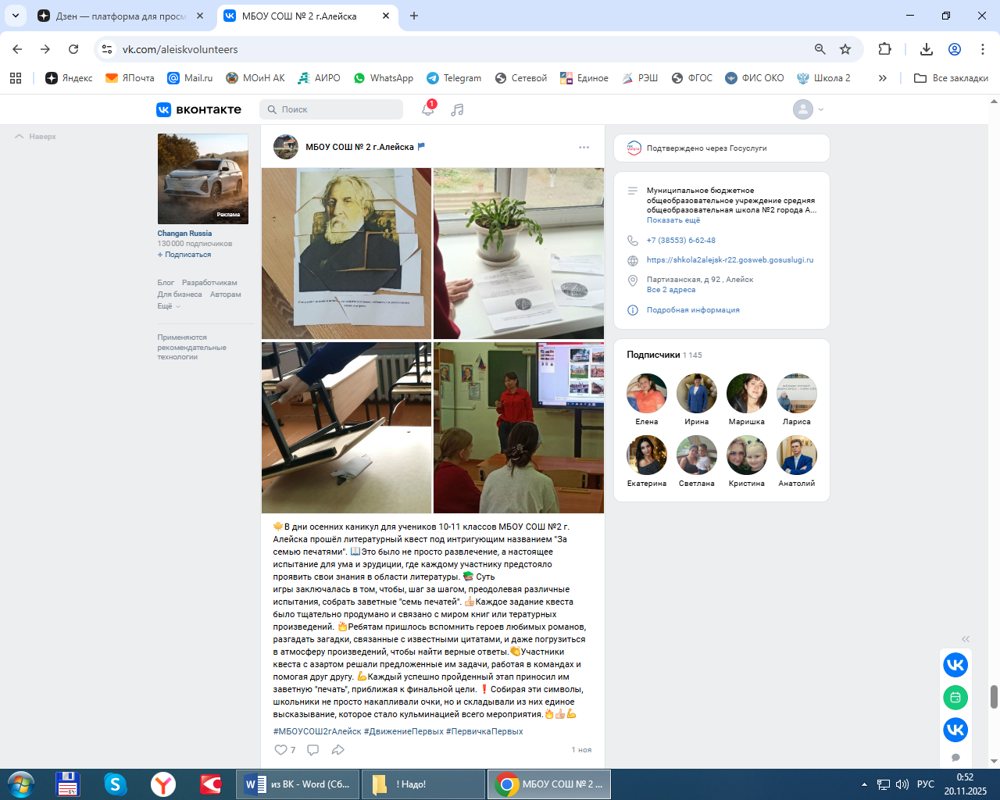 Дзен — платформа для просм
МБОУ СОШ № 2 г.Алейска
vk.com/aleiskvolunteers
Яндекс
ЯПочта
Mail.ru
МОиН АК
АИРО
WhatsApp
Telegram
Сетевой
Единое
РЭШ
ФГОС
ФИС ОКО
Школа 2
Все закладки
вконтакте
Поиск
1
Наверх
Реклама
Changan Russia
130 000 подписчиков
+ Подписаться
Блог Разработчикам
Для бизнеса Авторам
Ещё
Применяются
рекомендательные
технологии
МБОУ СОШ № 2 г.Алейска
В дни осенних каникул для учеников 10-11 классов МБОУ СОШ №2 г.
Алейска прошёл литературный квест под интригующим названием "За
семью печатями". Это было не просто развлечение, а настоящее
испытание для ума и эрудиции, где каждому участнику предстояло
проявить свои знания в области литературы. Суть
игры заключалась в том, чтобы, шаг за шагом, преодолевая различные
испытания, собрать заветные "семь печатей". Каждое задание квеста
было тщательно продумано и связано с миром книг или тературных
произведений. Ребятам пришлось вспомнить героев любимых романов,
разгадать загадки, связанные с известными цитатами, и даже погрузиться
в атмосферу произведений, чтобы найти верные ответы. Участники
квеста с азартом решали предложенные им задачи, работая в командах и
помогая друг другу. Каждый успешно пройденный этап приносил им
заветную "печать", приближая к финальной цели. Собирая эти символы,
школьники не просто накапливали очки, но и складывали из них единое
высказывание, которое стало кульминацией всего мероприятия.
#МБОУСОШ2гАлейск #ДвижениеПервых #ПервичкаПервых
7
1 ноя
Подтверждено через Госуслуги
Муниципальное бюджетное
общеобразовательное учреждение средняя
общеобразовательная школа №2 города А...
Показать ещё
+7 (38553) 6-62-48
https://shkola2alejsk-r22.gosweb.gosuslugi.ru
Партизанская, д 92 , Алейск
Все 2 адреса
Подробная информация
Подписчики 1 145
Елена
Ирина
Маришка
Лариса
Екатерина
Светлана
Кристина
Анатолий
из ВК - Word (Сб...
! Надо!
МБОУ СОШ № 2 ...
РУС
0:52
20.11.2025